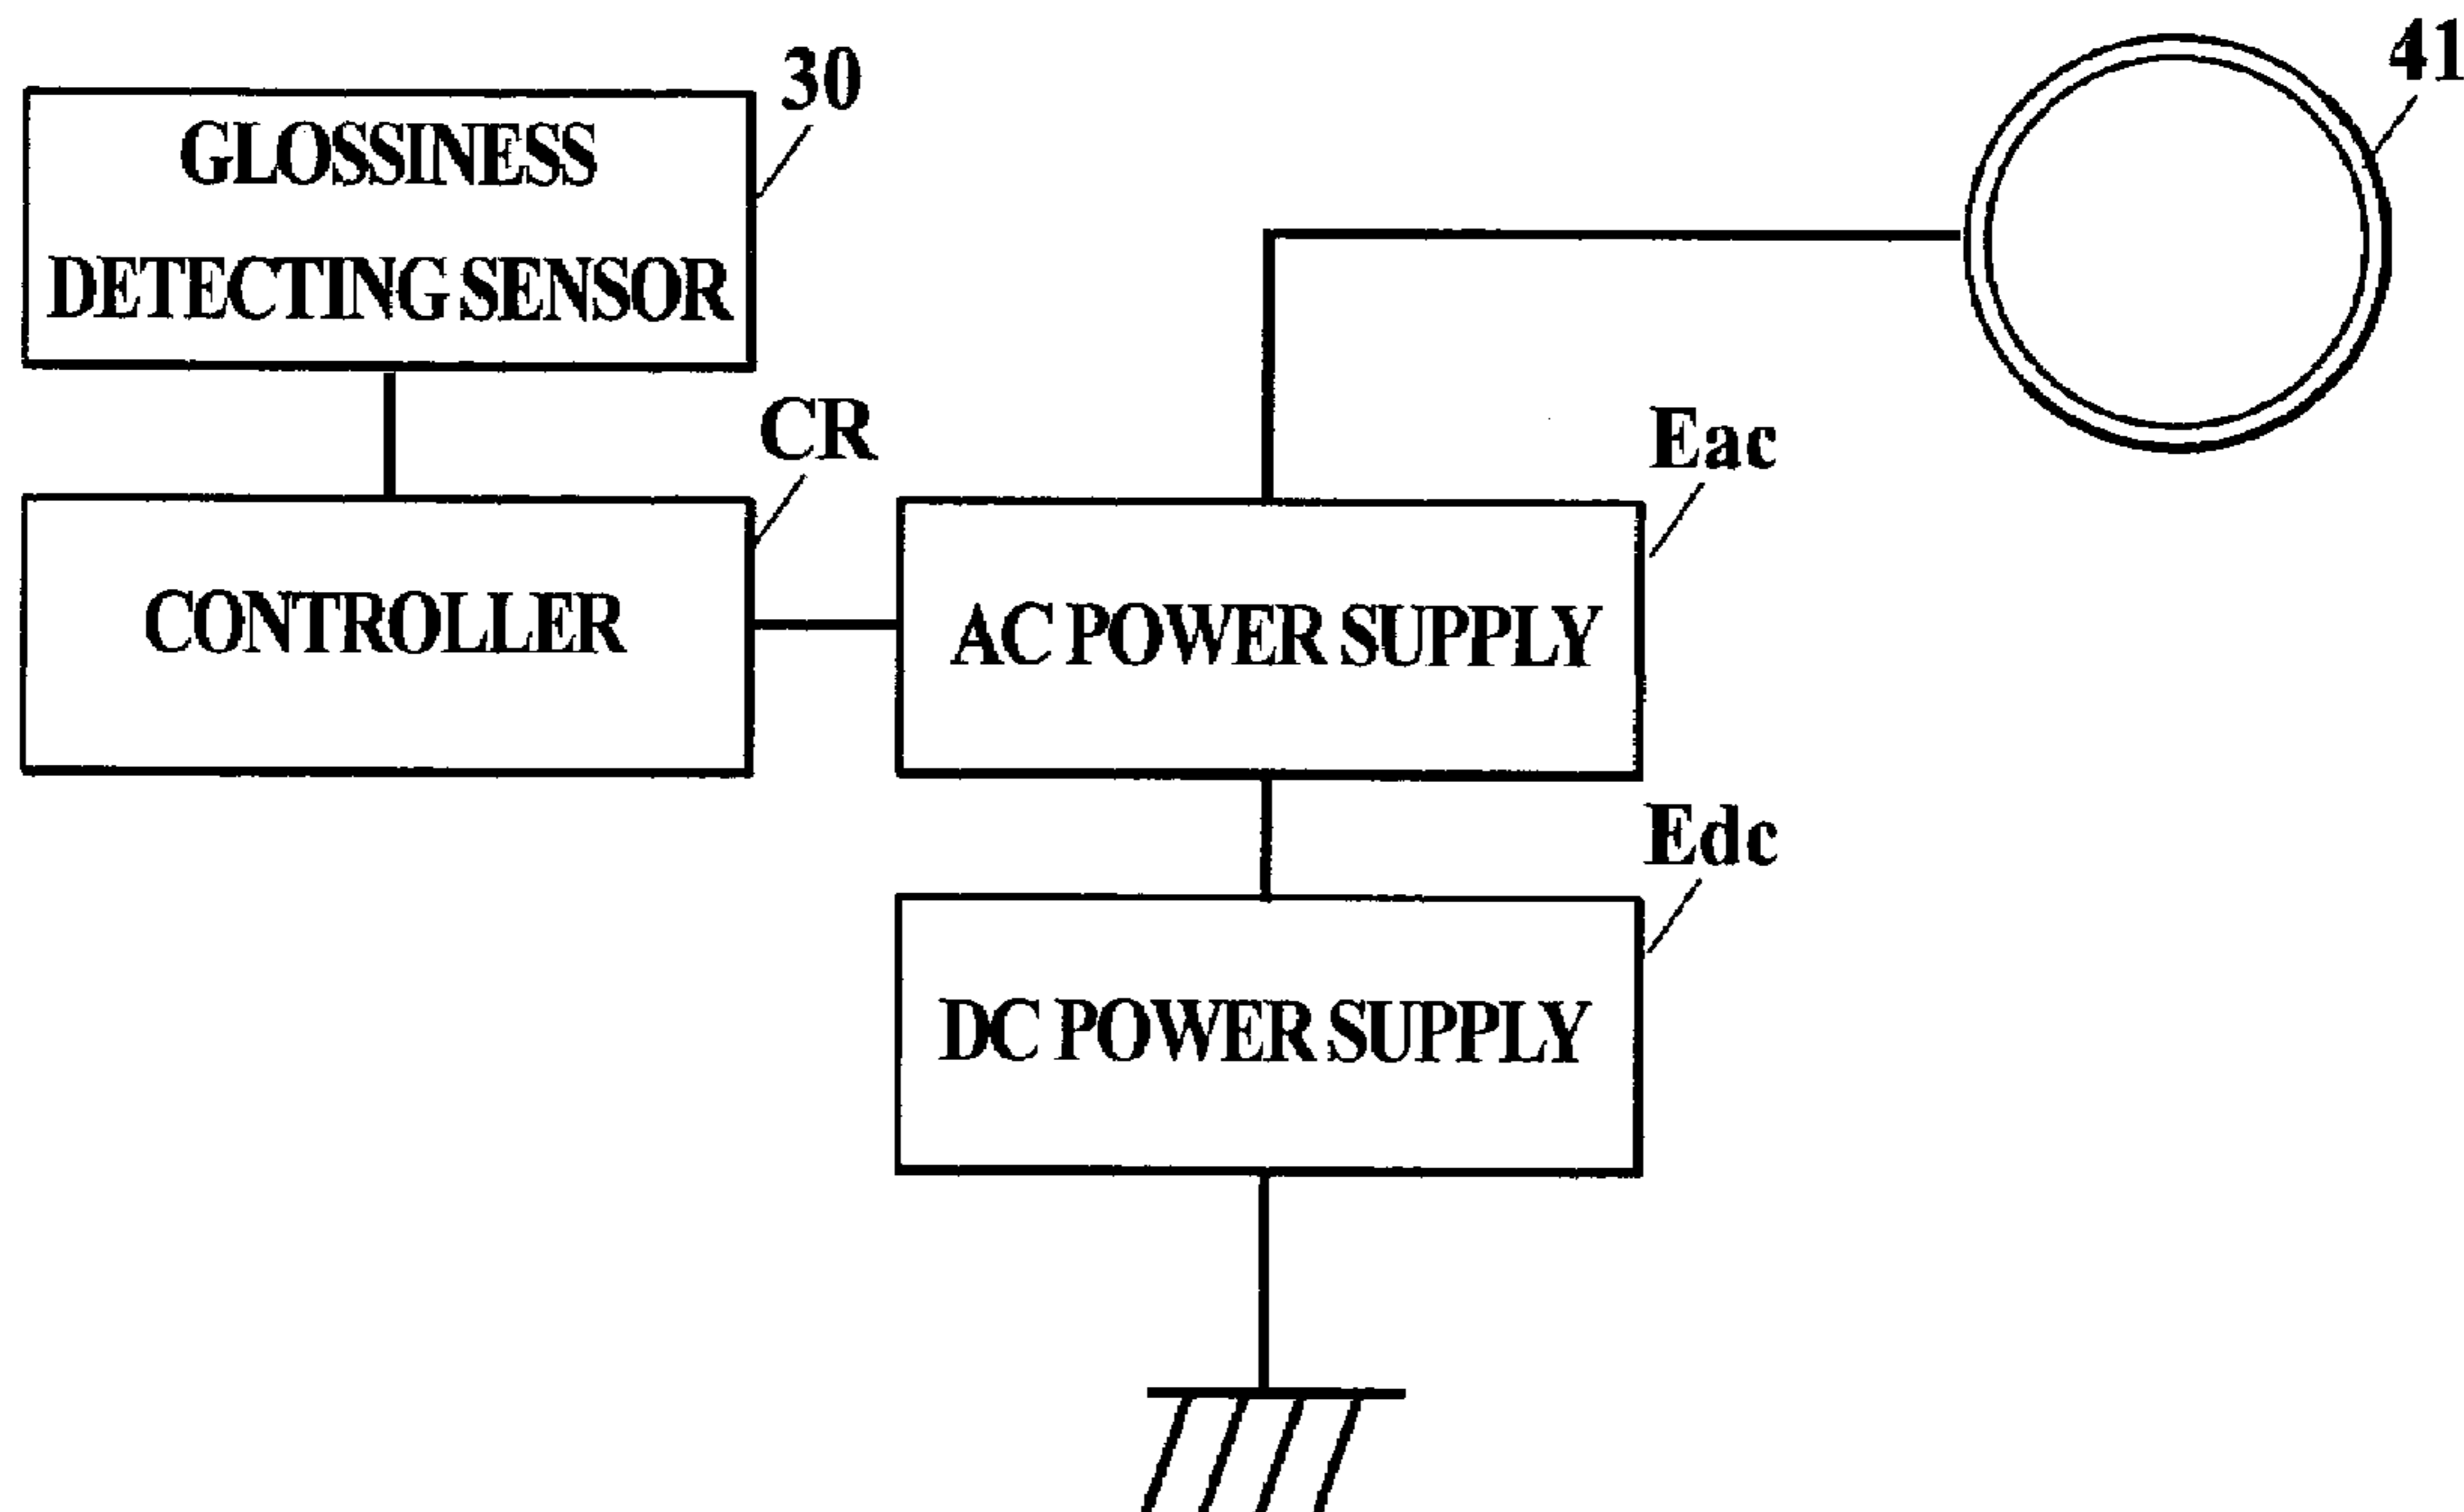 30
41
GLOSSINESS
DETECTING SENSOR
CR
Eac
CONTROLLER
AC POWER SUPPLY
Edc
DC POWER SUPPLY